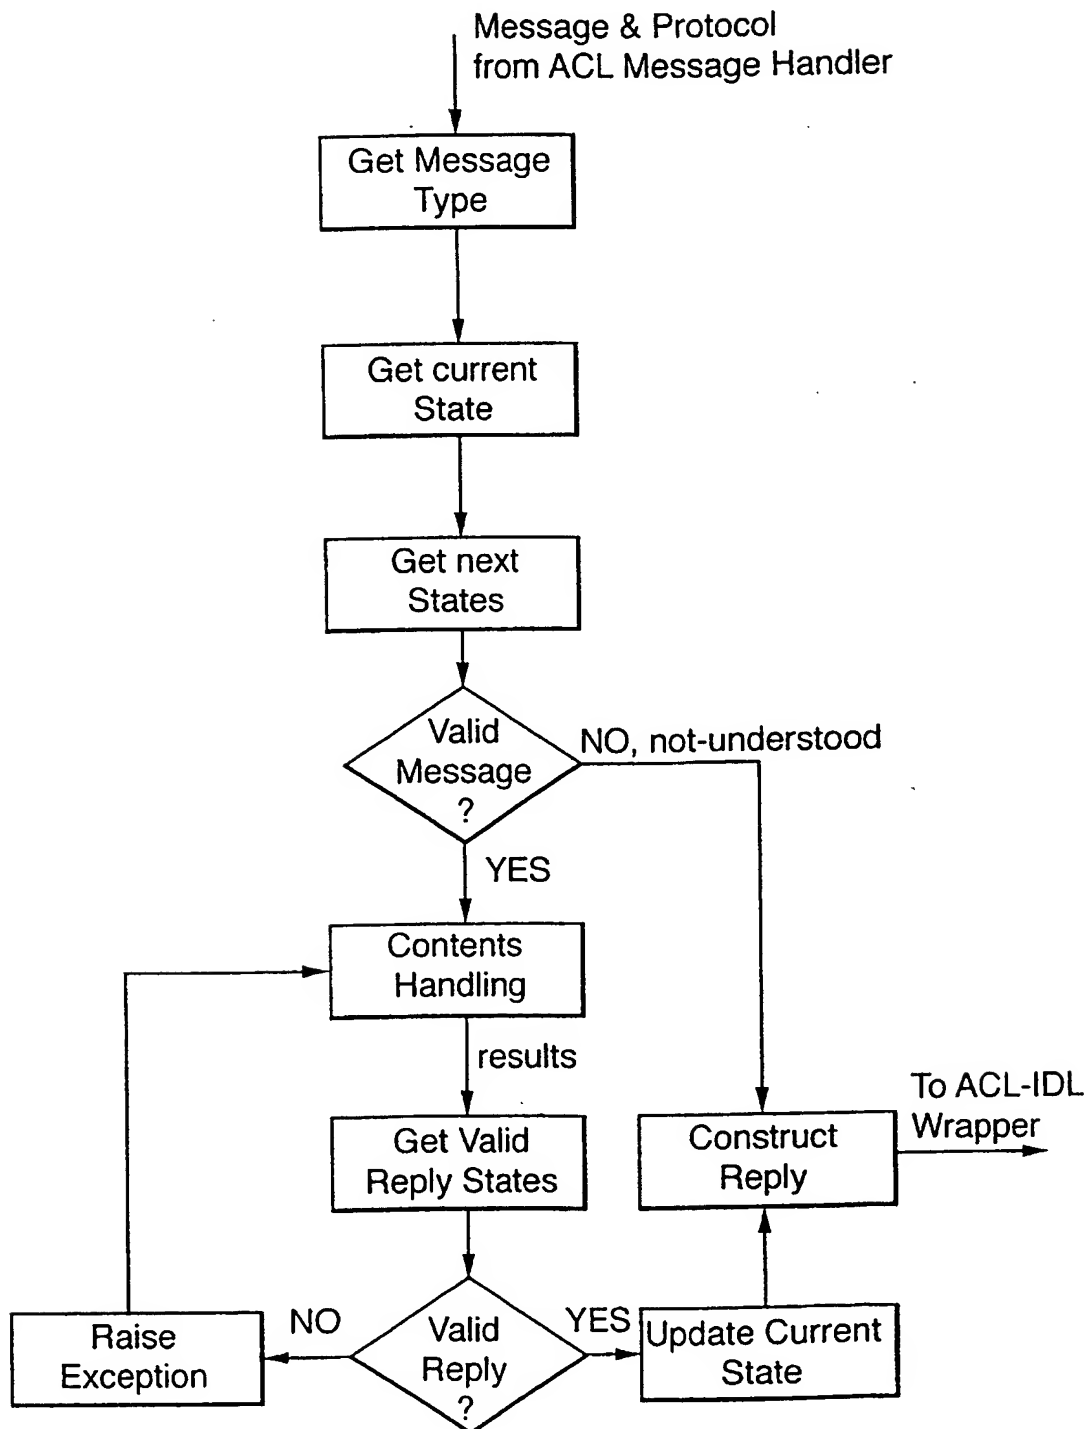 Message & Protocol
from ACL Message Handler
Get Message
Type
Get current
State
Get next
States
Valid
Message
?
NO, not-understood
YES
Contents
Handling
results
Get Valid
Reply States
Construct
Reply
To ACL-IDL
Wrapper
Raise
Exception
NO
Valid
Reply
?
YES
Update Current
State